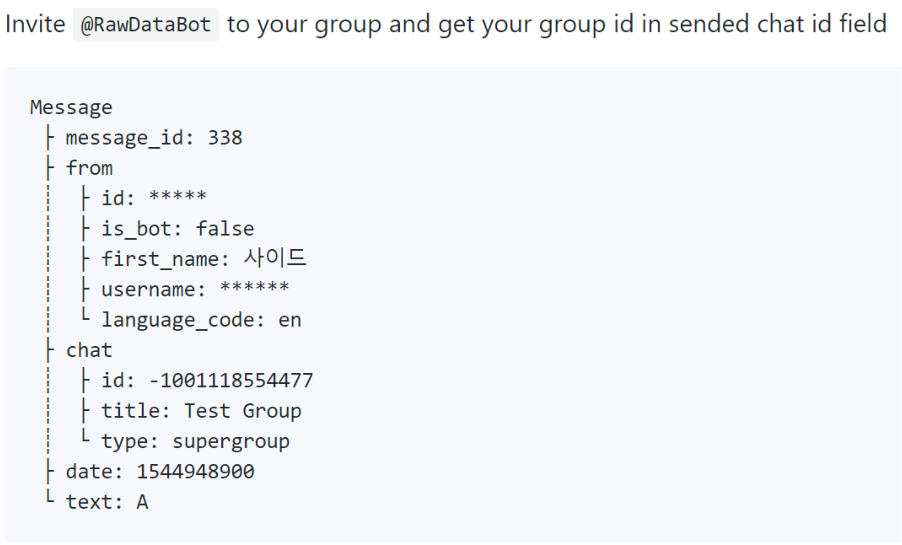 Invite @RawDataBot to your group and get your group id in sended chat id field
Message
├ message_id: 338
├ from
┊  ├ id: *****
┊  ├ is_bot: false
┊  ├ first_name: 사이드
┊  ├ username: ******
┊  └ language_code: en
├ chat
┊  ├ id: -1001118554477
┊  ├ title: Test Group
┊  └ type: supergroup
├ date: 1544948900
└ text: A